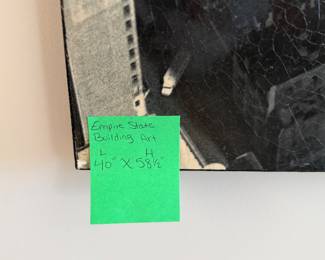 Empire State
Building Art
L H
40" X 58½"